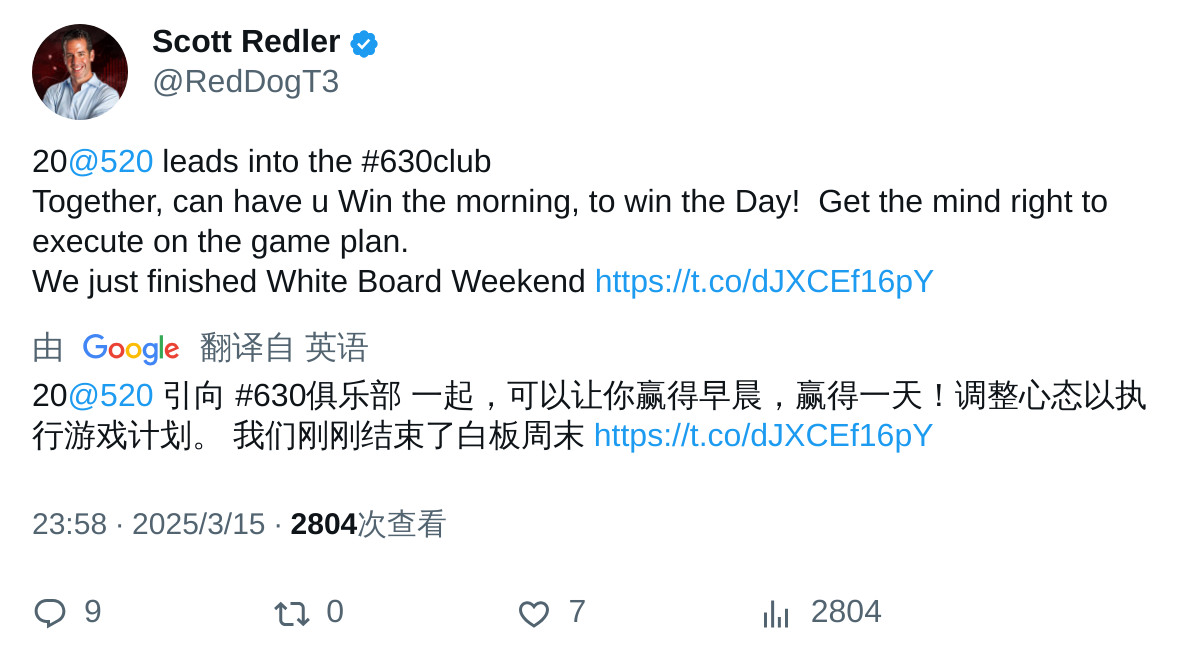 Scott Redler
@RedDogT3
20@520 leads into the #630club
Together, can have u Win the morning, to win the Day!  Get the mind right to
execute on the game plan.
We just finished White Board Weekend https://t.co/dJXCEf16pY
由 Google 翻译自 英语
20@520 引向 #630俱乐部 一起，可以让你赢得早晨，赢得一天！调整心态以执
行游戏计划。 我们刚刚结束了白板周末 https://t.co/dJXCEf16pY
23:58 · 2025/3/15 · 2804次查看
9 0 7 2804